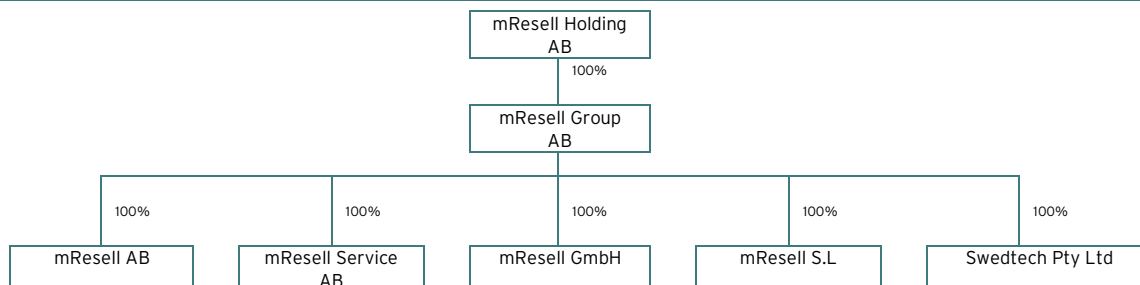 mResell Holding
AB
100%
mResell Group
AB
100%
100%
100%
100%
100%
mResell AB
mResell Service
AB
mResell GmbH
mResell S.L
Swedtech Pty Ltd